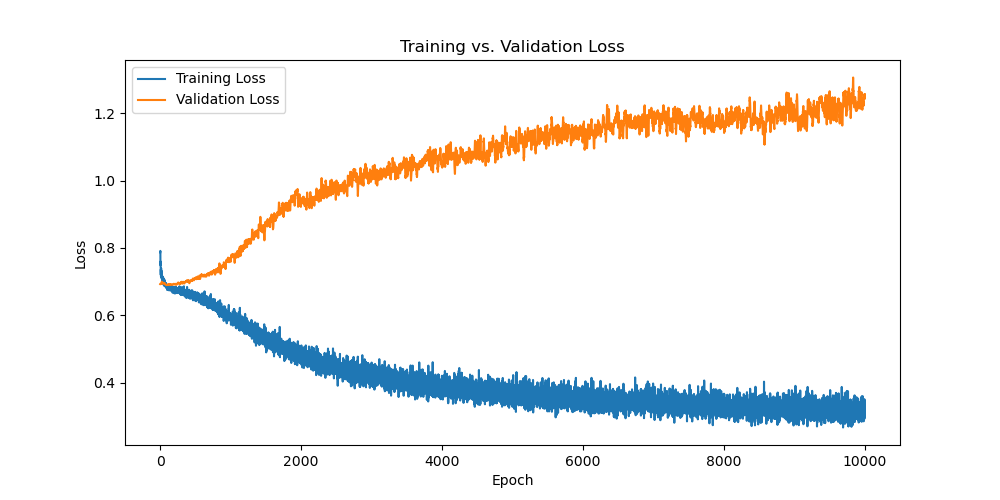 Training vs. Validation Loss
Training Loss
Validation Loss
Loss
1.2
1.0
0.8
0.6
0.4
0 2000 4000 6000 8000 10000
Epoch